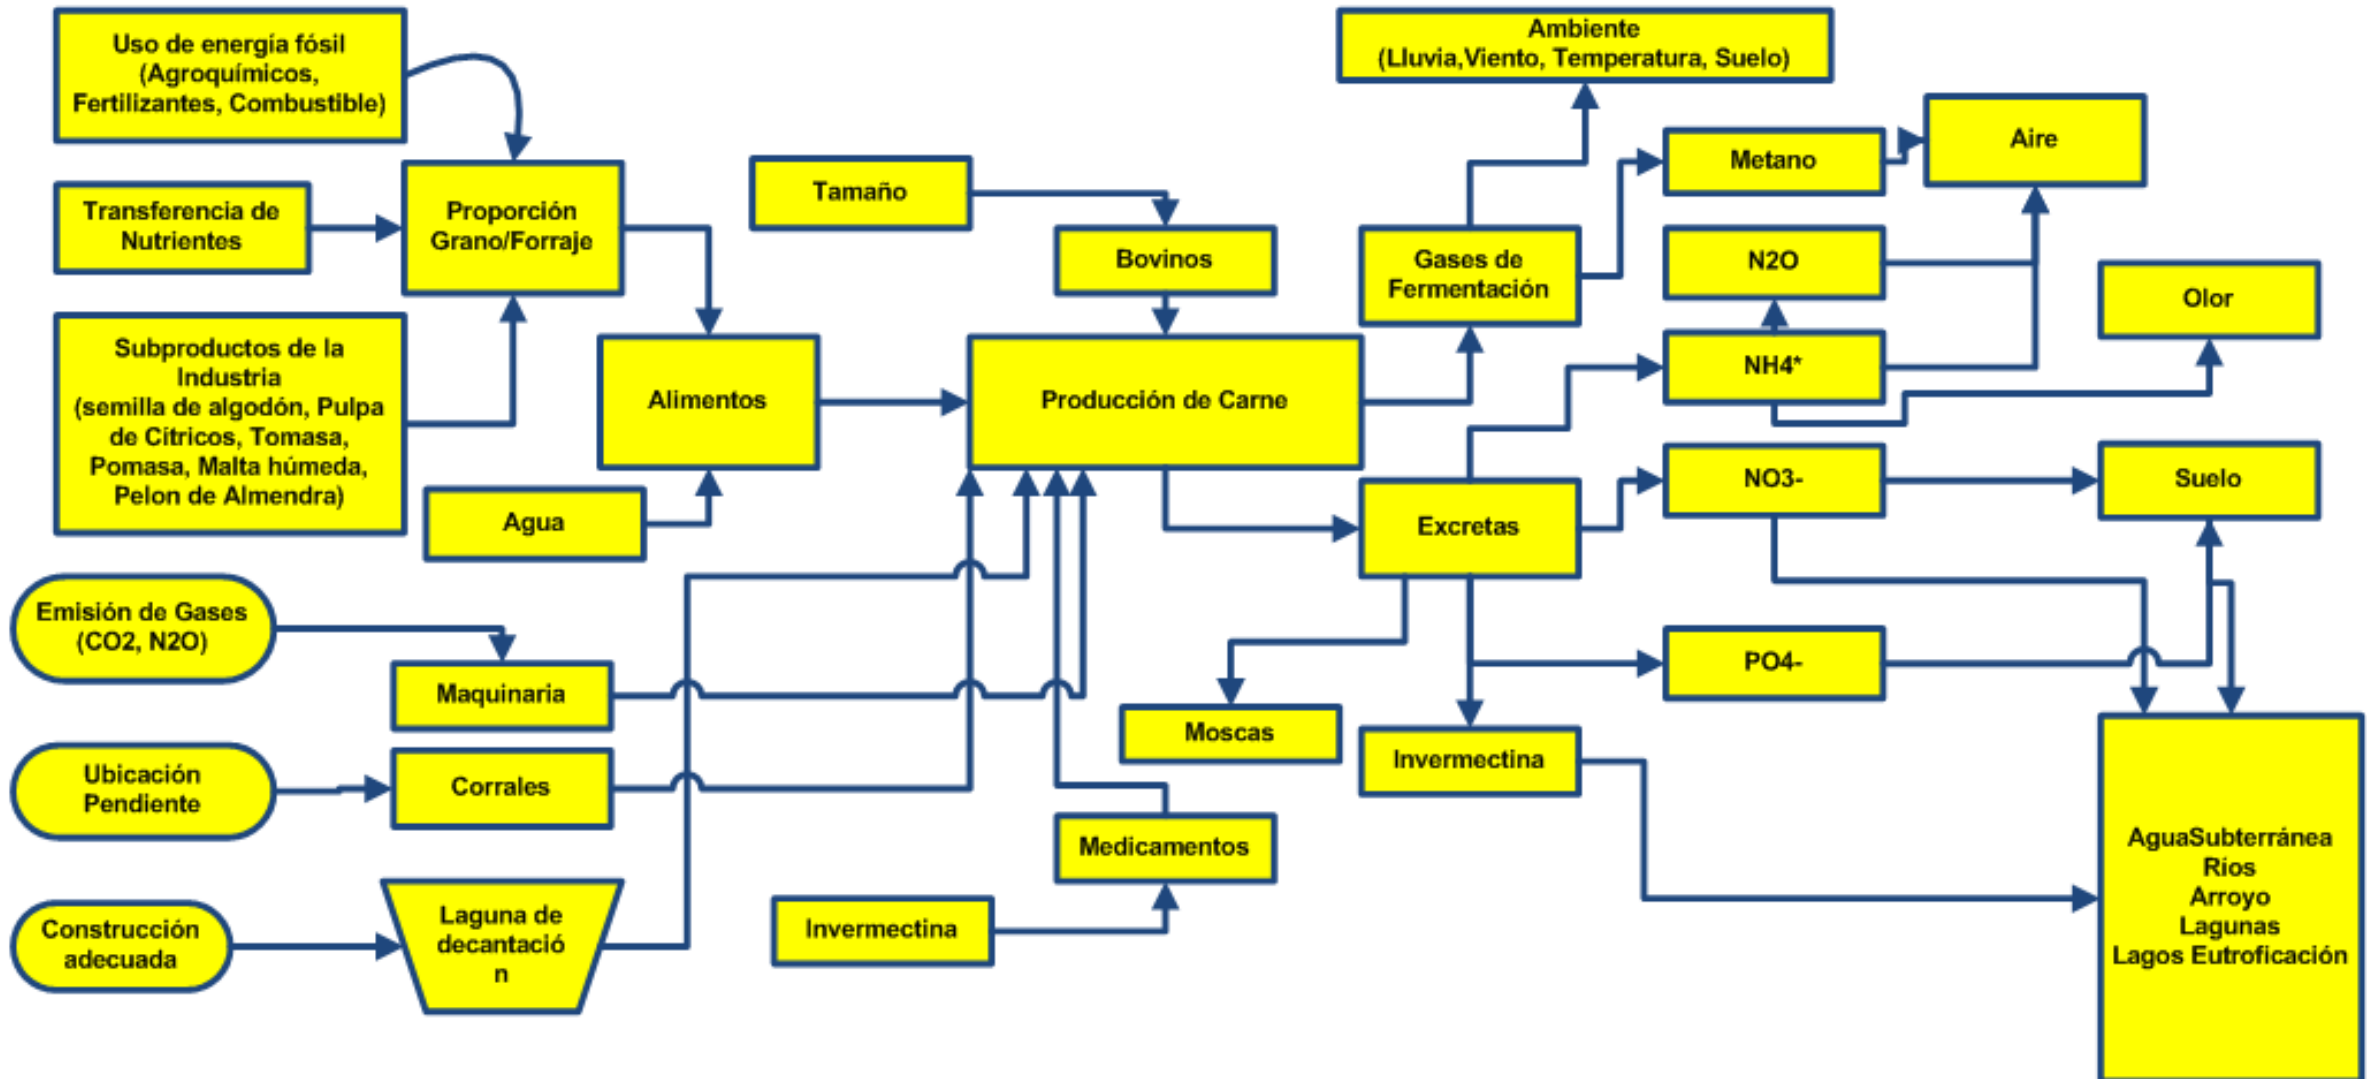 Uso de energía fósil
(Agroquímicos,
Fertilizantes, Combustible)
Transferencia de
Nutrientes
Proporción
Grano/Forraje
Subproductos de la
Industria
(semilla de algodón, Pulpa
de Cítricos, Tomasa,
Pomasa, Malta húmeda,
Pelon de Almendra)
Agua
Alimentos
Tamaño
Bovinos
Producción de Carne
Emisión de Gases
(CO2, N2O)
Maquinaria
Ubicación
Pendiente
Corrales
Construcción
adecuada
Laguna de
decantació
n
Invermectina
Medicamentos
Ambiente
(Lluvia,Viento, Temperatura, Suelo)
Gases de
Fermentación
Metano
Aire
N2O
NH4*
Olor
Excretas
NO3-
Suelo
PO4-
Moscas
Invermectina
AguaSubterránea
Ríos
Arroyo
Lagunas
Lagos Eutroficación